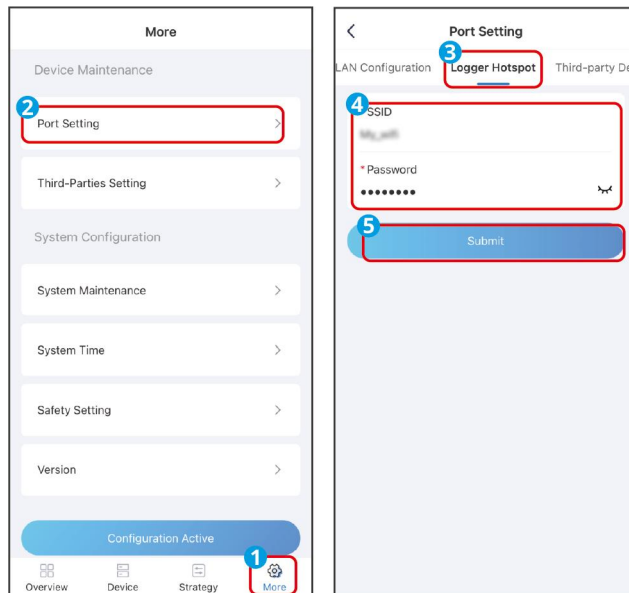 More
Device Maintenance
2
Port Setting
Third-Parties Setting
System Configuration
System Maintenance
System Time
Safety Setting
Version
Configuration Active
1
Overview
Device
Strategy
More
Port Setting
3
LAN Configuration
Logger Hotspot
Third-party De
4
SSID
My_wifi
*Password
••••••••
5
Submit